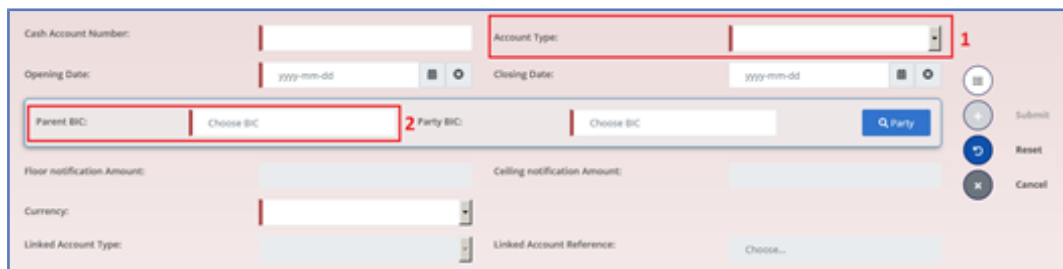 Cash Account Number:
Account Type:
1
Opening Date:
yyyy-mm-dd
Closing Date:
yyyy-mm-dd
Parent BIC:
Choose BIC
2
Party BIC:
Choose BIC
Party
Submit
Reset
Floor notification Amount:
Ceiling notification Amount:
Cancel
Currency:
Linked Account Type:
Linked Account Reference:
Choose...